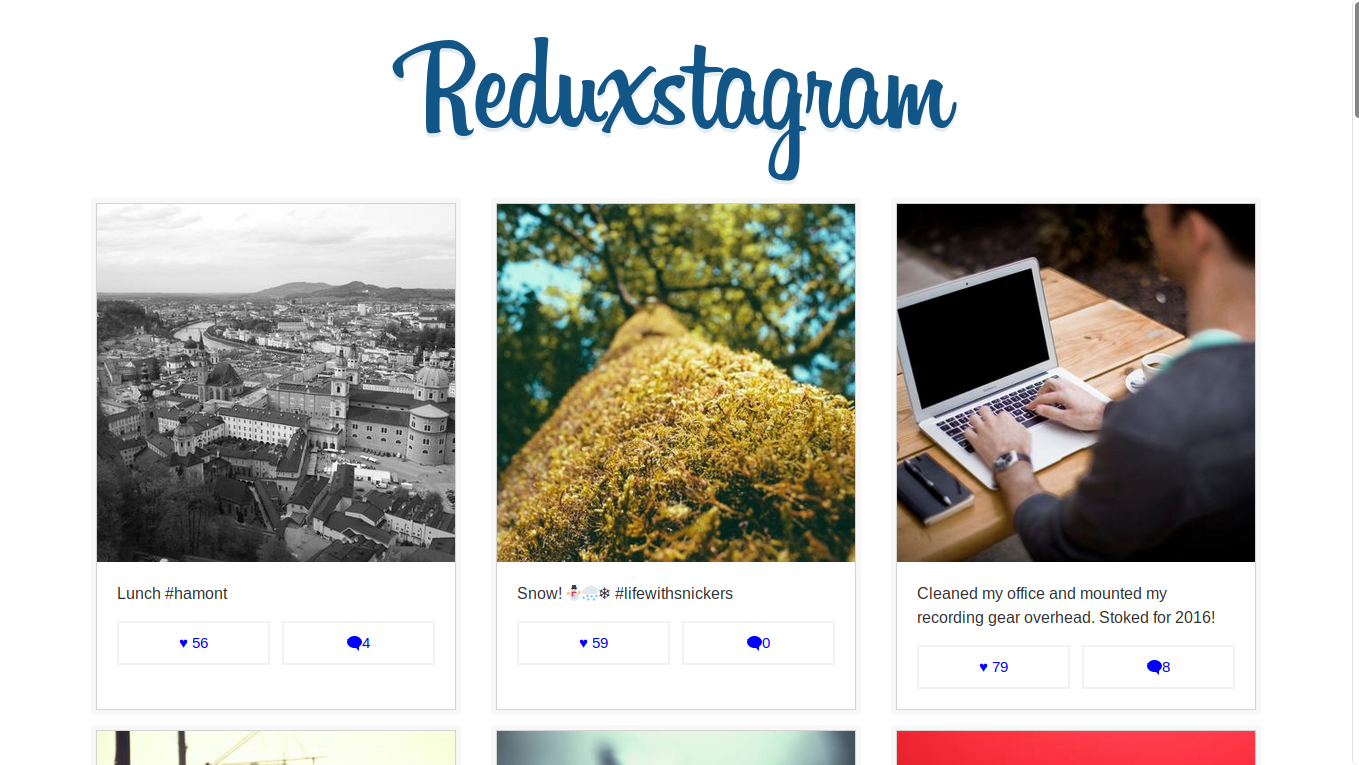 Reduxstagram
Lunch #hamont
Snow! ⛄🌨❄ #lifewithsnickers
Cleaned my office and mounted my
recording gear overhead. Stoked for 2016!
♥ 56
4
♥ 59
0
♥ 79
8